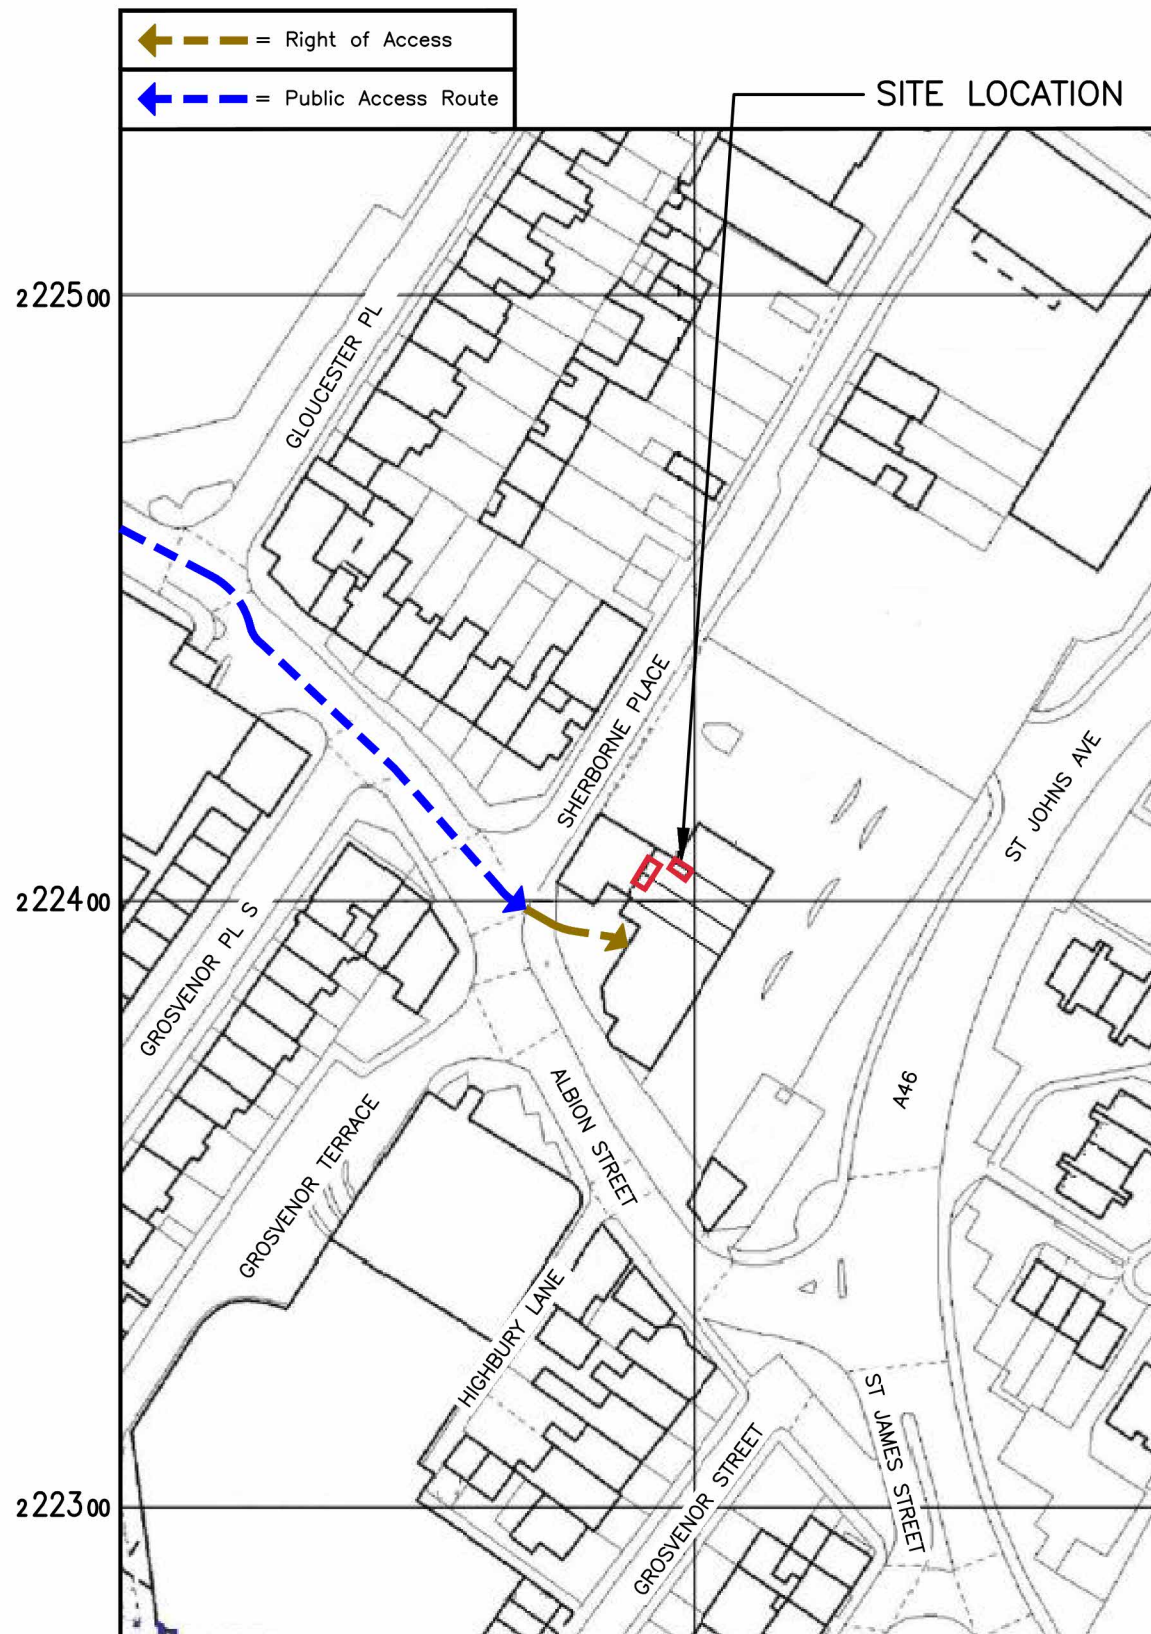 = Right of Access
= Public Access Route
SITE LOCATION
222500
GLOUCESTER PL
SHERBORNE PLACE
ST JOHNS AVE
222400
GROSVENOR PL S
GROSVENOR TERRACE
ALBION STREET
A46
HIGHBURY LANE
ST JAMES STREET
GROSVENOR STREET
222300